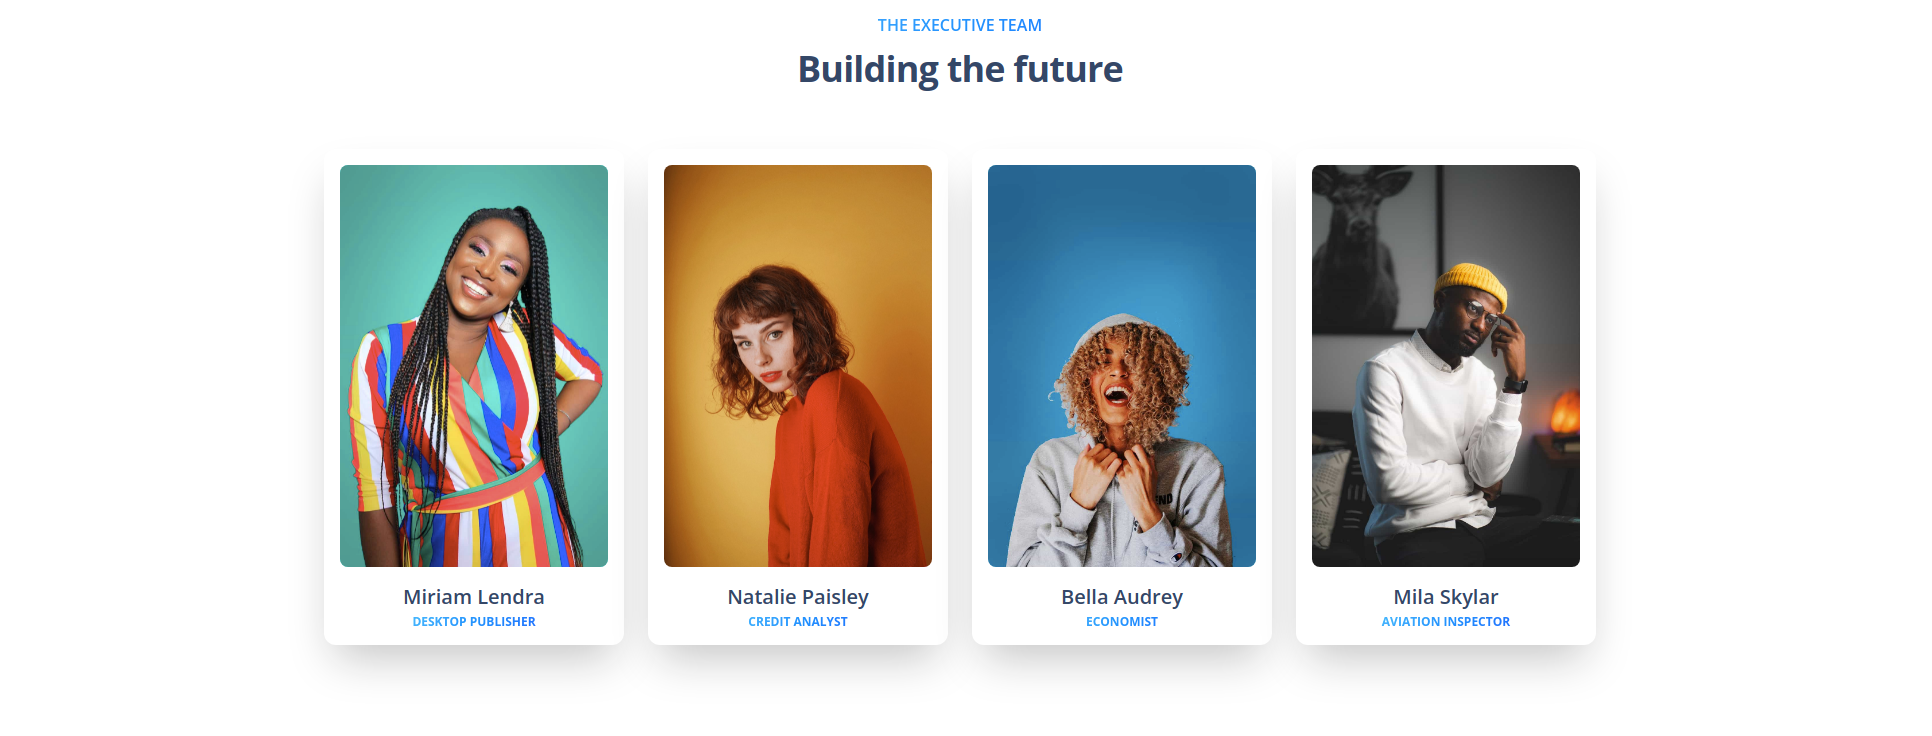 THE EXECUTIVE TEAM
Building the future
Miriam Lendra
DESKTOP PUBLISHER
Natalie Paisley
CREDIT ANALYST
Bella Audrey
ECONOMIST
Mila Skylar
AVIATION INSPECTOR